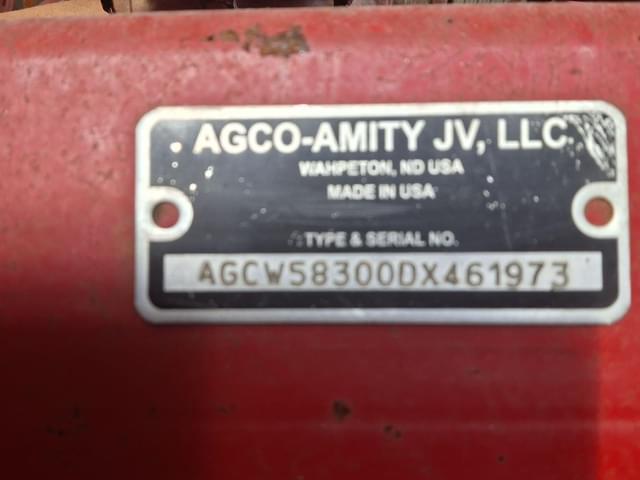 AGCO-AMITY JV, LLC
WAHPETON, ND USA
MADE IN USA
TYPE & SERIAL NO.
AGCW58300DX461973